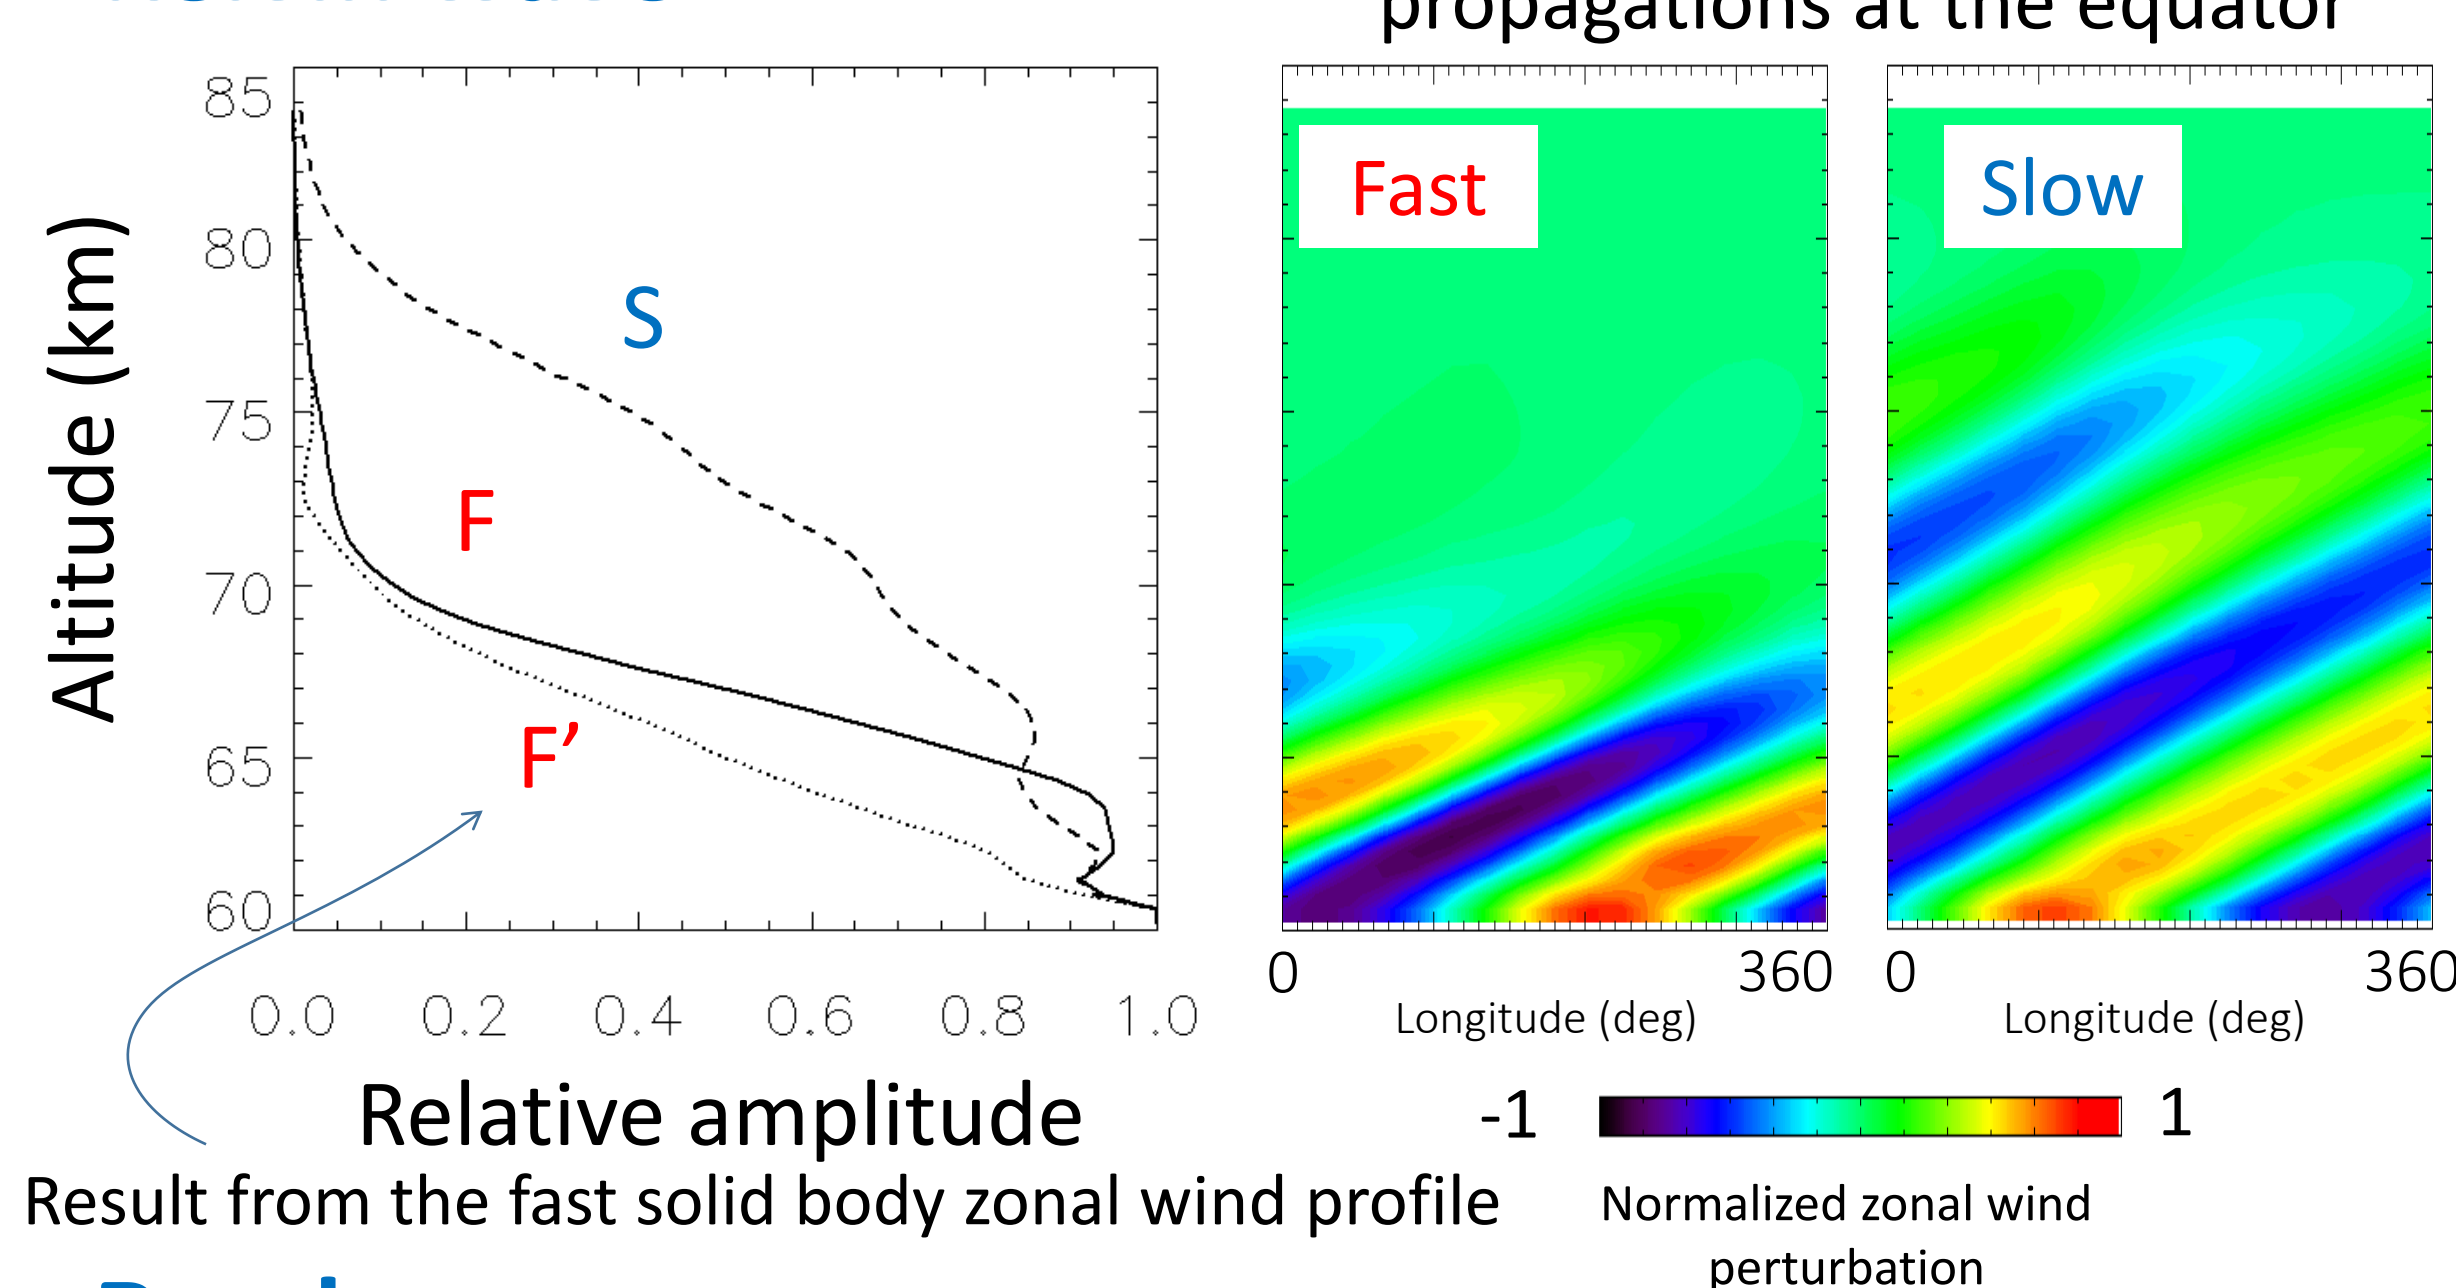 propagations at the equator
85
80
75
70
65
60
Altitude (km)
S
F
F’
0.0 0.2 0.4 0.6 0.8 1.0
Relative amplitude
Result from the fast solid body zonal wind profile
Fast
Slow
0 360
Longitude (deg)
0 360
Longitude (deg)
-1 1
Normalized zonal wind
perturbation